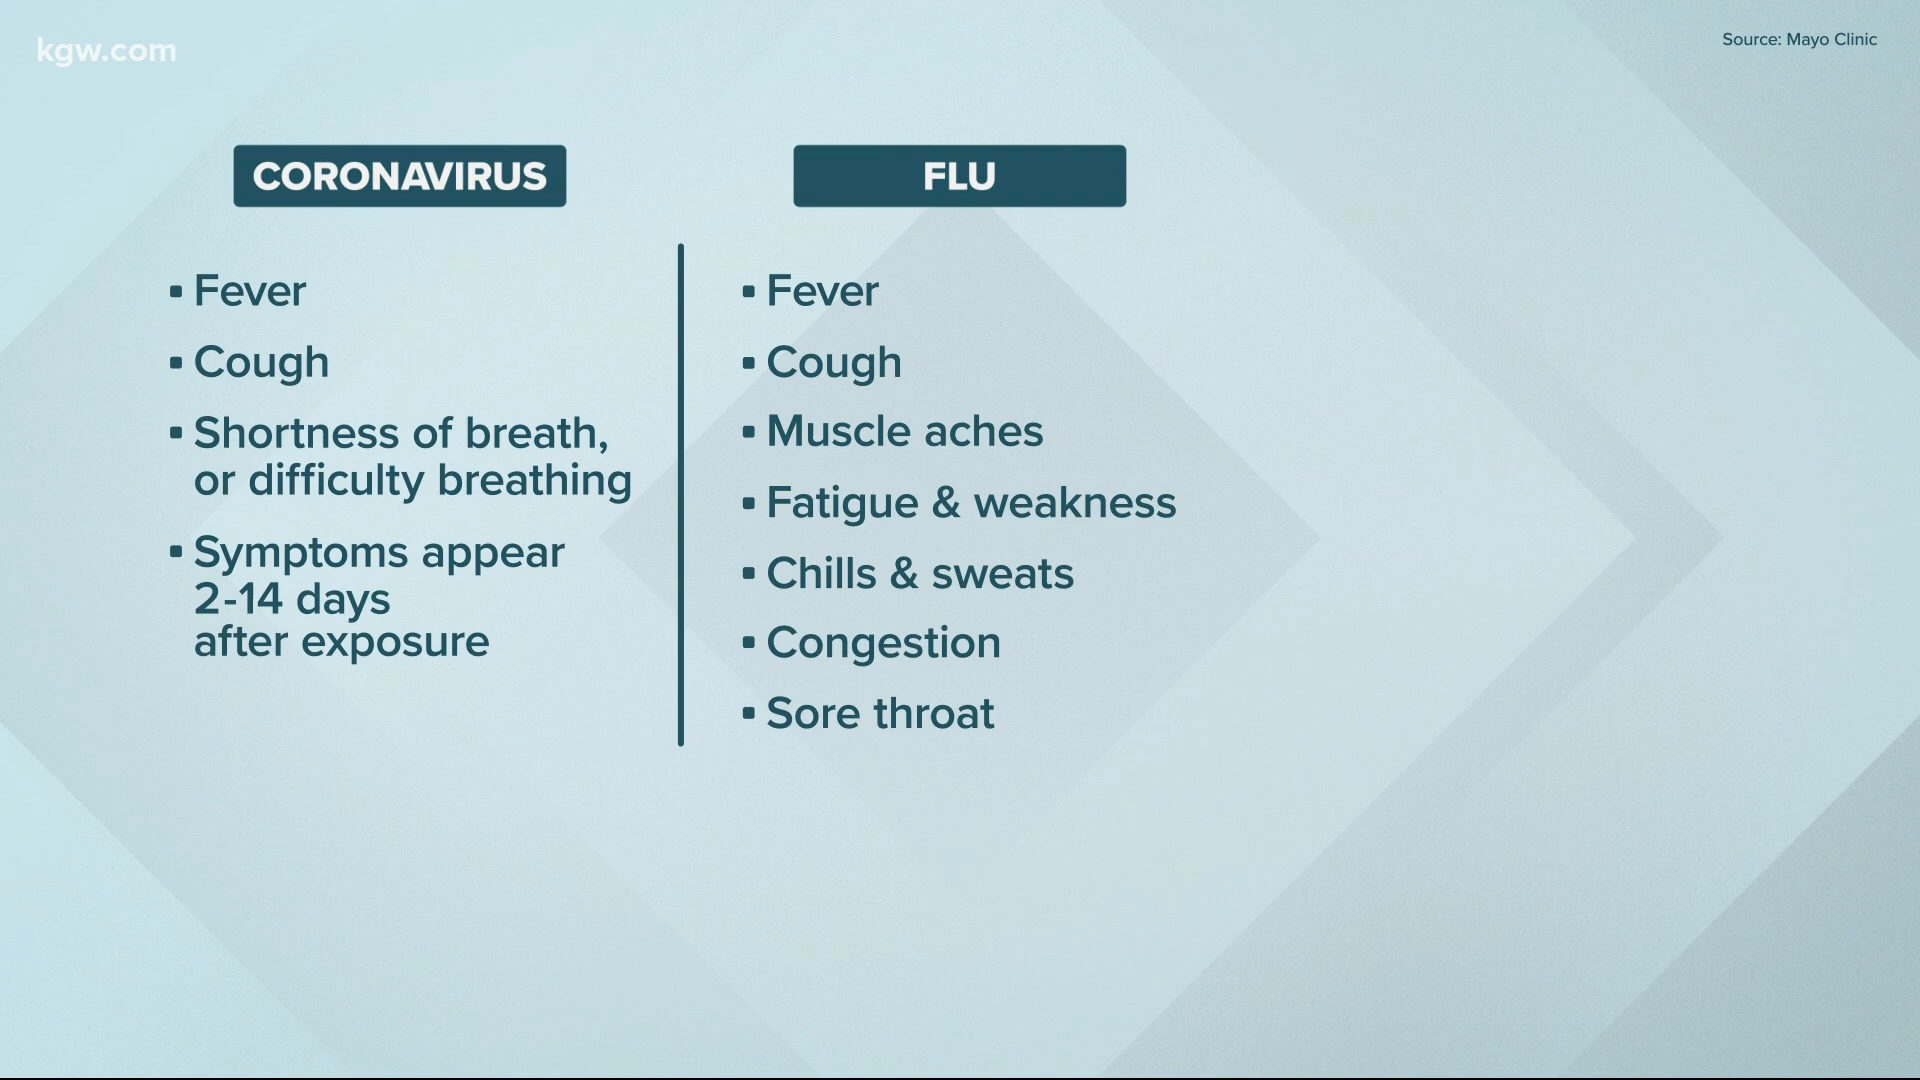 kgw.com
Source: Mayo Clinic
CORONAVIRUS
▪ Fever
▪ Cough
▪ Shortness of breath,
or difficulty breathing
▪ Symptoms appear
2-14 days
after exposure
FLU
▪ Fever
▪ Cough
▪ Muscle aches
▪ Fatigue & weakness
▪ Chills & sweats
▪ Congestion
▪ Sore throat